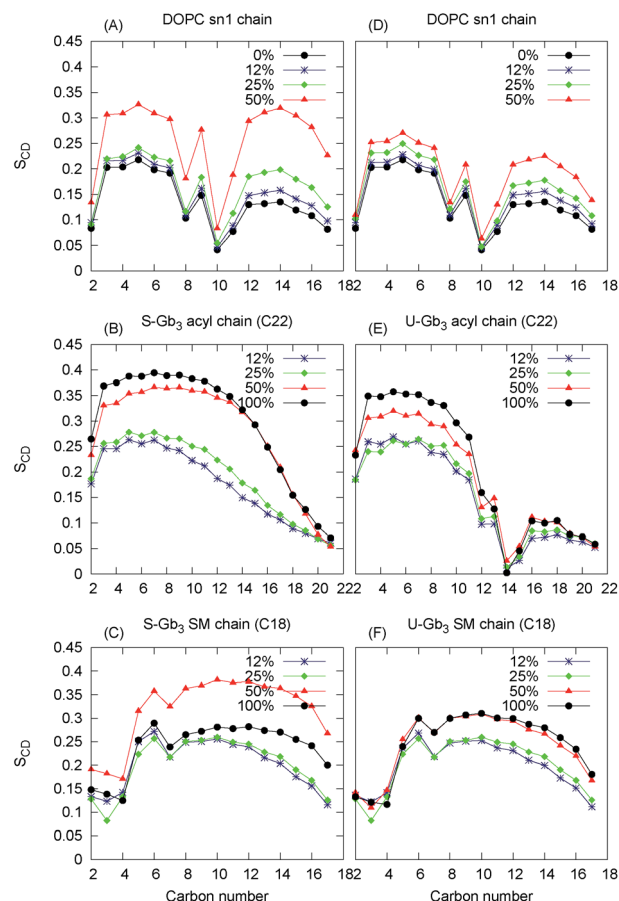 DOPC sn1 chain
DOPC sn1 chain
0.45
(A)
0%
(D)
0%
0.4
12%
12%
0.35
25%
25%
50%
50%
0.3
0.25
S_CD
0.2
0.15
0.1
0.05
0
2 4 6 8 10 12 14 16 18 2 4 6 8 10 12 14 16 18
S-Gb₃ acyl chain (C22)
U-Gb₃ acyl chain (C22)
0.45
(B)
12%
(E)
12%
0.4
25%
25%
0.35
50%
50%
100%
100%
0.3
0.25
S_CD
0.2
0.15
0.1
0.05
0
2 4 6 8 10 12 14 16 18 20 22 2 4 6 8 10 12 14 16 18 20 22
S-Gb₃ SM chain (C18)
U-Gb₃ SM chain (C18)
0.45
(C)
12%
(F)
12%
0.4
25%
25%
0.35
50%
50%
100%
100%
0.3
0.25
S_CD
0.2
0.15
0.1
0.05
0
2 4 6 8 10 12 14 16 18 2 4 6 8 10 12 14 16 18
Carbon number
Carbon number